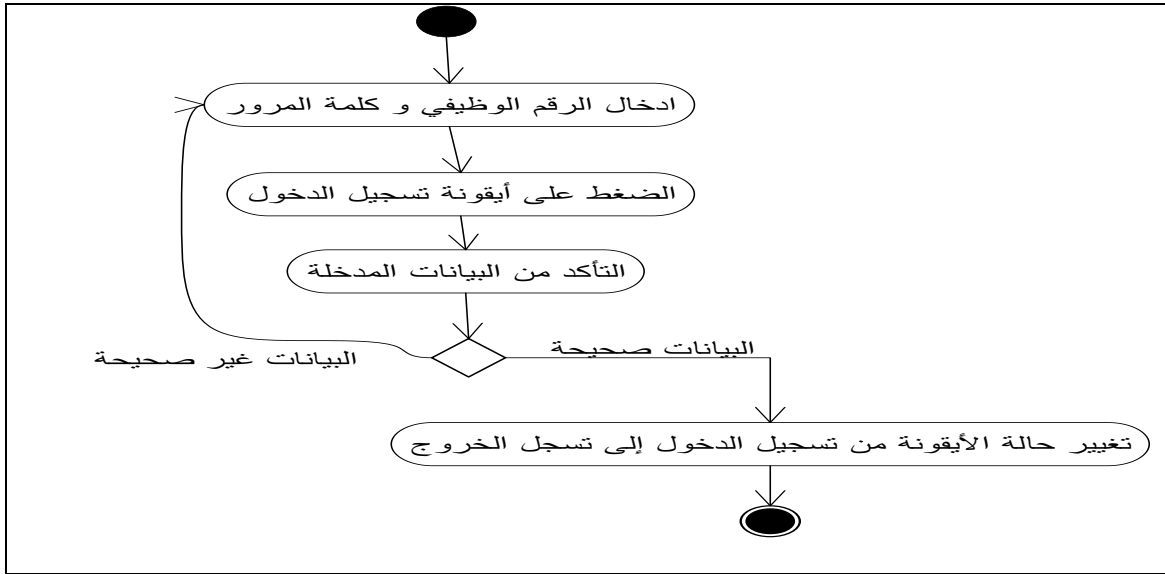 ادخال الرقم الوظيفي و كلمة المرور
الضغط على أيقونة تسجيل الدخول
التأكد من البيانات المدخلة
البيانات صحيحة
البيانات غير صحيحة
تغيير حالة الأيقونة من تسجيل الدخول إلى تسجل الخروج